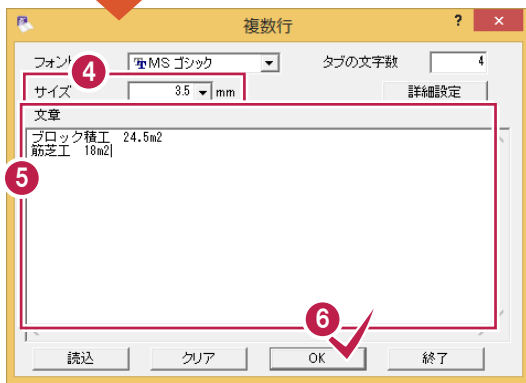 複数行 ? ×
フォント MS ゴシック タブの文字数 4
4
サイズ 3.5 mm 詳細設定
文章
ブロック積工 24.5m2
筋芝工 18m2
5
6
読込 クリア OK 終了